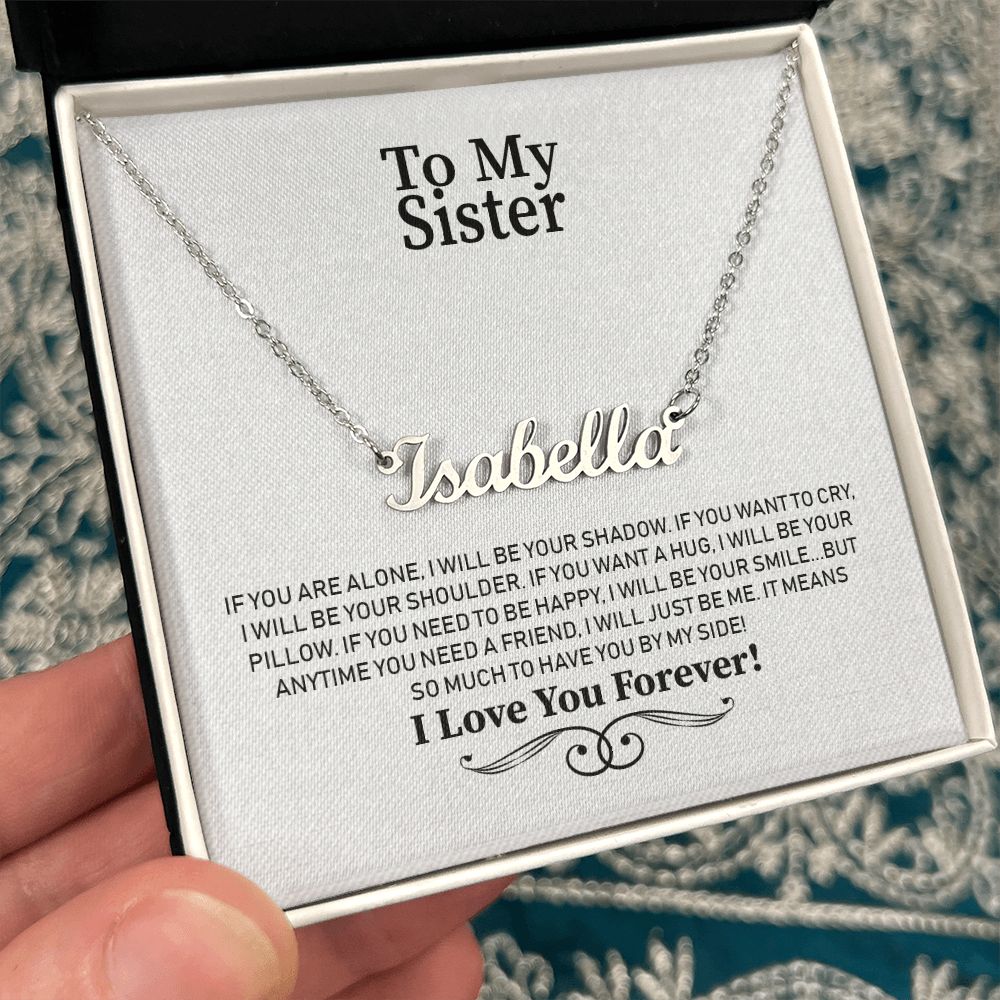 To My
Sister
Isabella
IF YOU ARE ALONE, I WILL BE YOUR SHADOW. IF YOU WANT TO CRY,
I WILL BE YOUR SHOULDER. IF YOU WANT A HUG, I WILL BE YOUR
PILLOW. IF YOU NEED TO BE HAPPY, I WILL BE YOUR SMILE...BUT
ANYTIME YOU NEED A FRIEND, I WILL JUST BE ME. IT MEANS
SO MUCH TO HAVE YOU BY MY SIDE!
I Love You Forever!